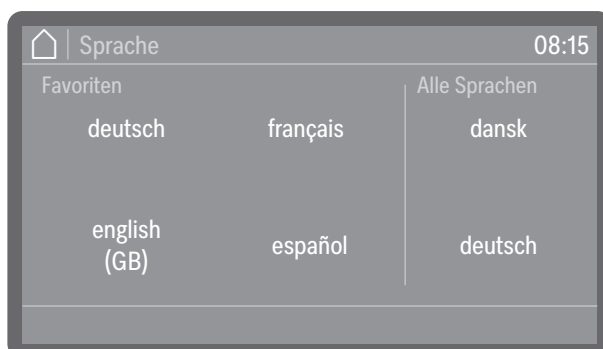 Sprache 08:15
Favoriten Alle Sprachen
deutsch français dansk
english
(GB) español deutsch